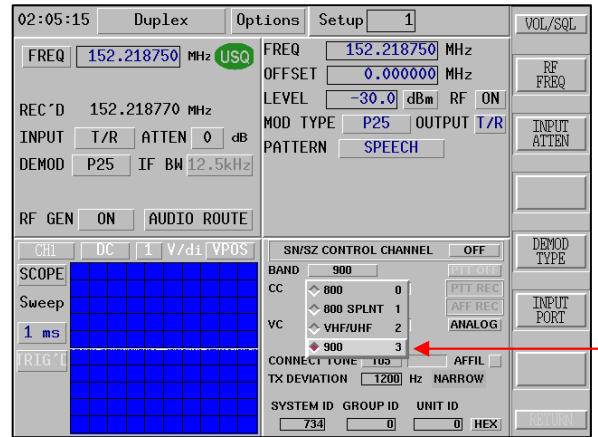 02:05:15 Duplex Options Setup 1
VOL/SQL
FREQ 152.218750 MHz USQ
REC'D 152.218770 MHz
INPUT T/R ATTEN 0 dB
DEMOD P25 IF BW 12.5kHz
RF GEN ON AUDIO ROUTE
FREQ 152.218750 MHz
OFFSET 0.000000 MHz
LEVEL -30.0 dBm RF ON
MOD TYPE P25 OUTPUT T/R
PATTERN SPEECH
RF
FREQ
INPUT
ATTEN
DEMOD
TYPE
INPUT
PORT
RETURN
CH1 DC 1 V/di VPOS
SCOPE
Sweep
1 ms
TRIG'D
SN/SZ CONTROL CHANNEL OFF
BAND 900 PTT OFF
CC PTT REC
AFF REC
VC ANALOG
800 0
800 SPLNT 1
VHF/UHF 2
900 3
CONNECT TONE 105 AFFIL
TX DEVIATION 1200 Hz NARROW
SYSTEM ID GROUP ID UNIT ID
734 0 0 HEX